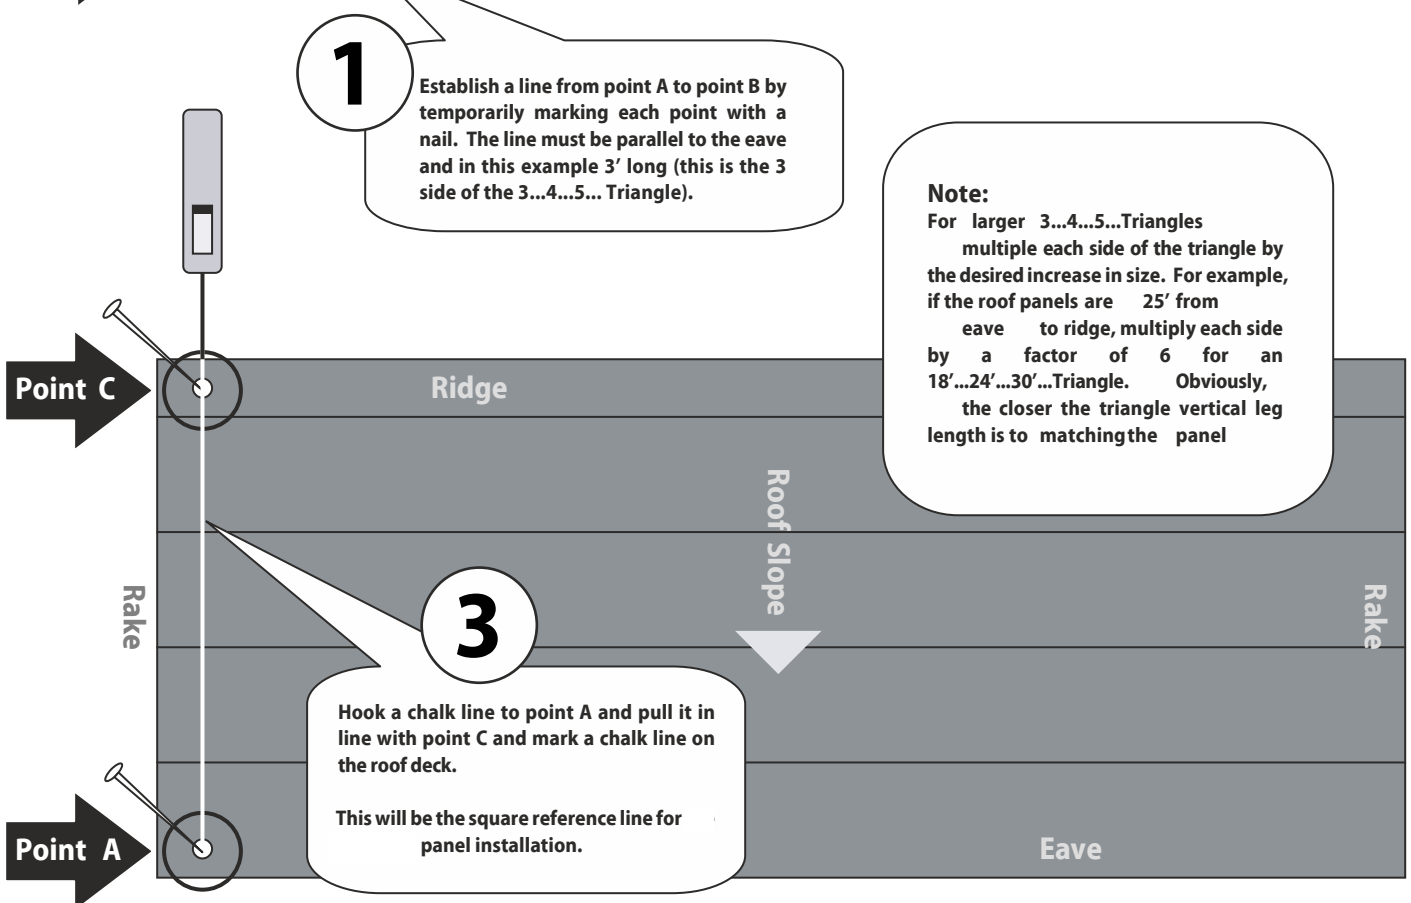 1
Establish a line from point A to point B by
temporarily marking each point with a
nail. The line must be parallel to the eave
and in this example 3′ long (this is the 3
side of the 3...4...5... Triangle).
Note:
For larger 3...4...5...Triangles
multiple each side of the triangle by
the desired increase in size. For example,
if the roof panels are 25′ from
eave to ridge, multiply each side
by a factor of 6 for an
18′...24′...30′...Triangle. Obviously,
the closer the triangle vertical leg
length is to matching the panel
Point C
Ridge
Roof Slope
Rake
Rake
3
Hook a chalk line to point A and pull it in
line with point C and mark a chalk line on
the roof deck.
This will be the square reference line for
panel installation.
Point A
Eave